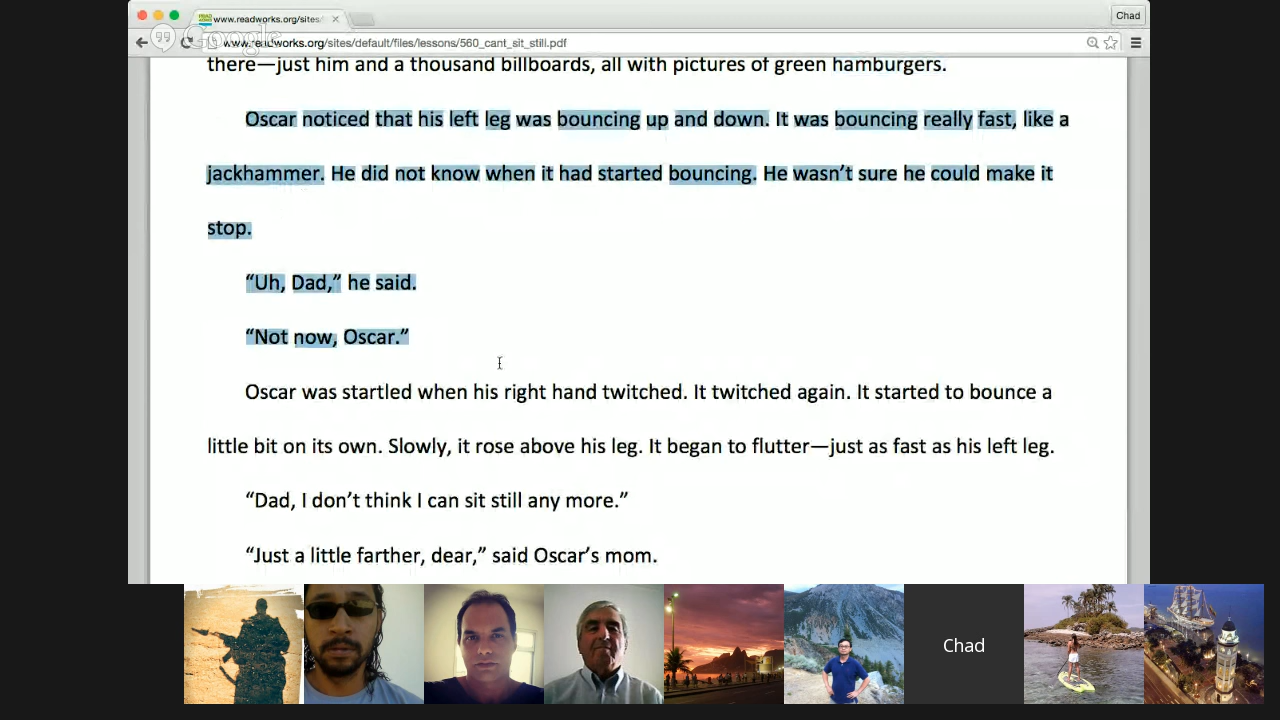 www.readworks.org/sites/
Chad
Google
www.readworks.org/sites/default/files/lessons/560_cant_sit_still.pdf
there—just him and a thousand billboards, all with pictures of green hamburgers.
Oscar noticed that his left leg was bouncing up and down. It was bouncing really fast, like a
jackhammer. He did not know when it had started bouncing. He wasn’t sure he could make it
stop.
“Uh, Dad,” he said.
“Not now, Oscar.”
Oscar was startled when his right hand twitched. It twitched again. It started to bounce a
little bit on its own. Slowly, it rose above his leg. It began to flutter—just as fast as his left leg.
“Dad, I don’t think I can sit still any more.”
“Just a little farther, dear,” said Oscar’s mom.
Chad